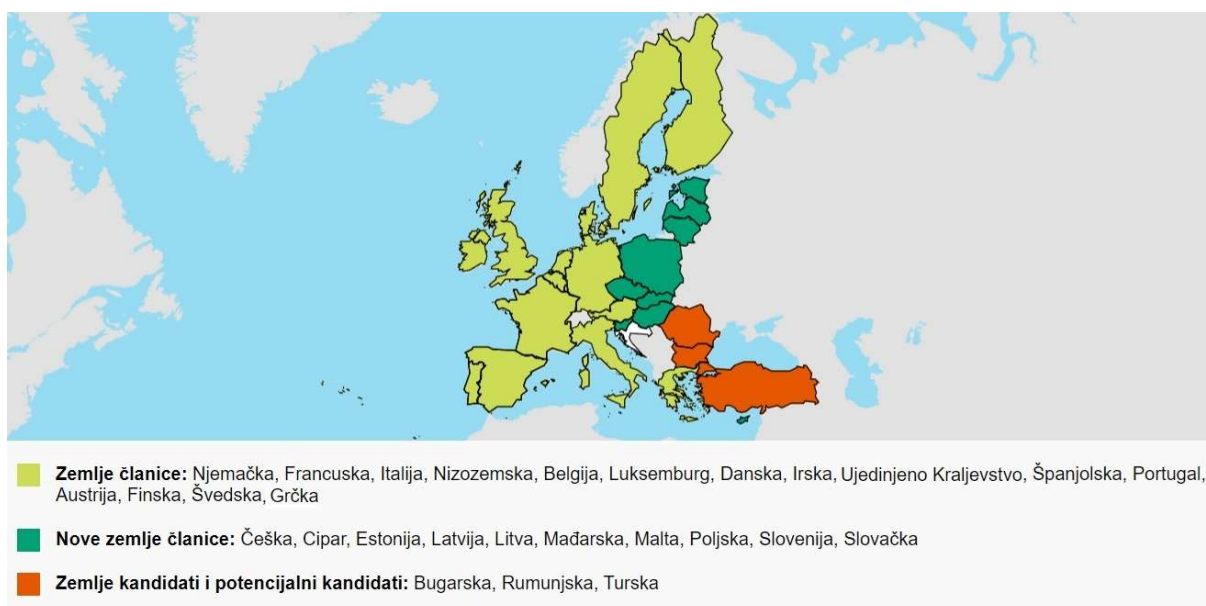 Zemlje članice: Njemačka, Francuska, Italija, Nizozemska, Belgija, Luksemburg, Danska, Irska, Ujedinjeno Kraljevstvo, Španjolska, Portugal,
Austrija, Finska, Švedska, Grčka
Nove zemlje članice: Češka, Cipar, Estonija, Latvija, Litva, Mađarska, Malta, Poljska, Slovenija, Slovačka
Zemlje kandidati i potencijalni kandidati: Bugarska, Rumunjska, Turska